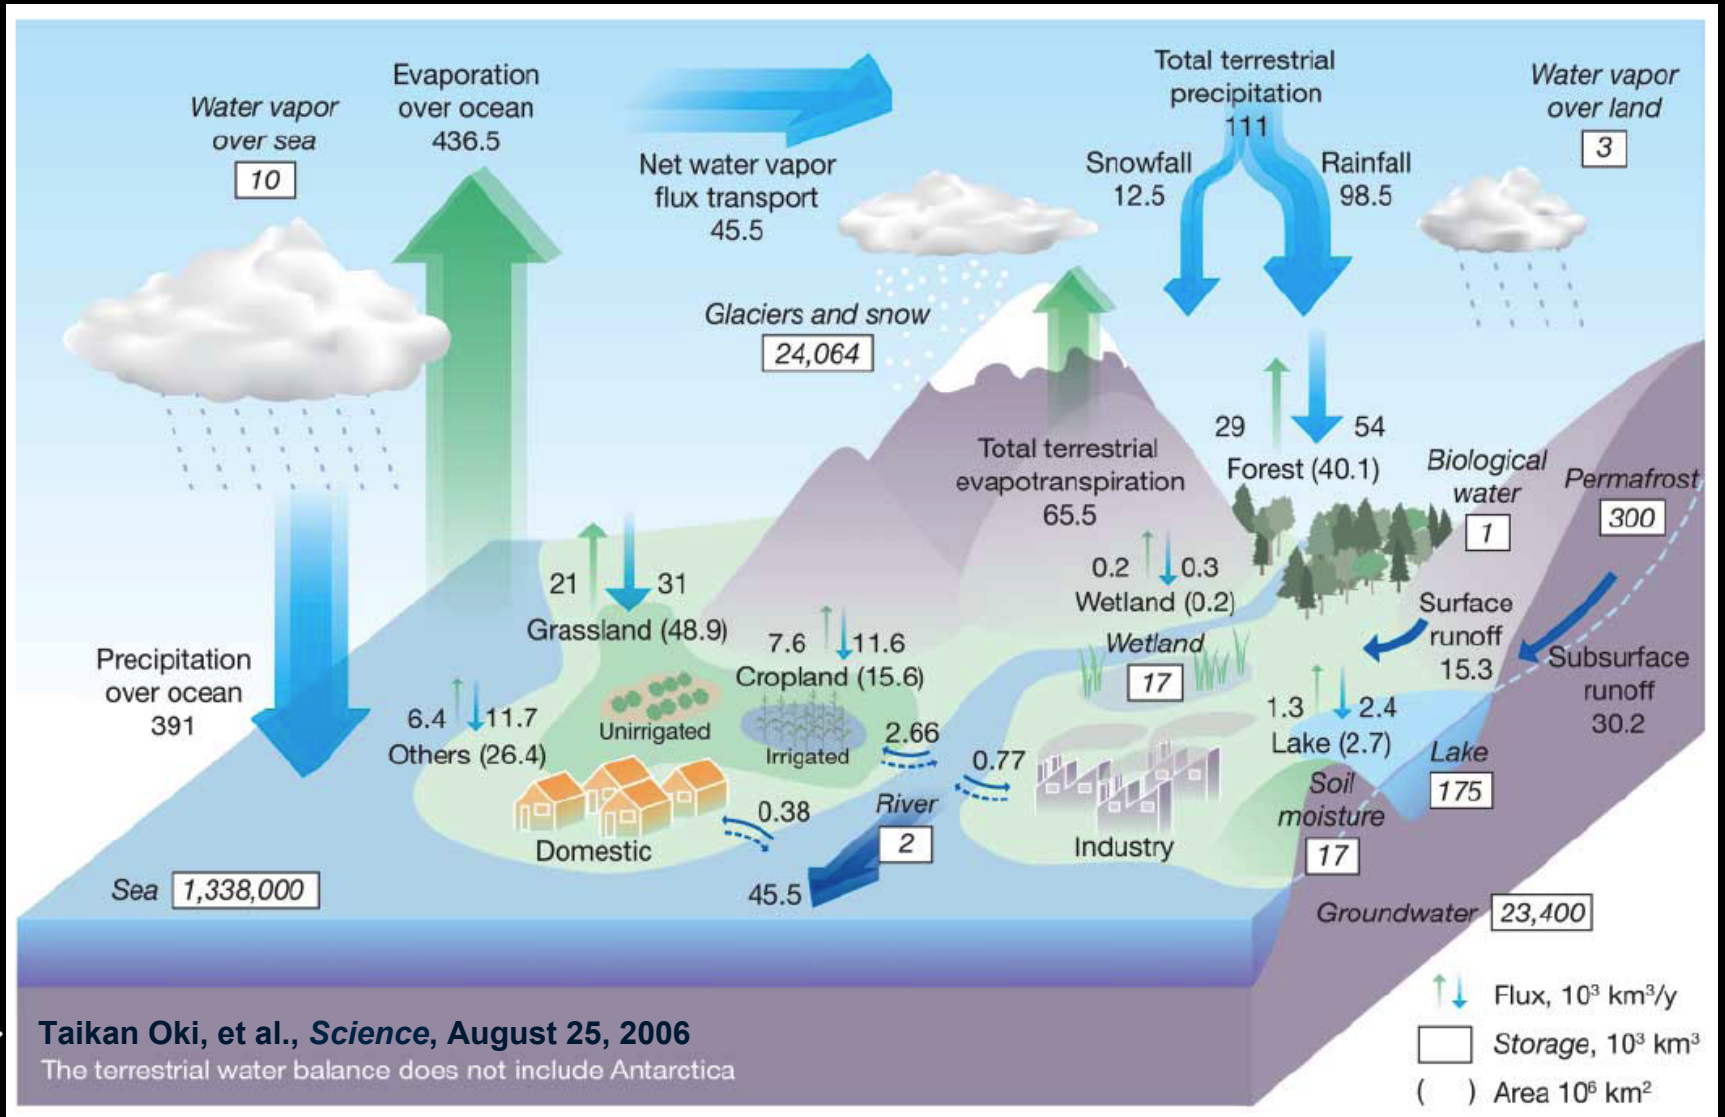 Water vapor
over sea
10
Evaporation
over ocean
436.5
Net water vapor
flux transport
45.5
Total terrestrial
precipitation
111
Snowfall
12.5
Rainfall
98.5
Water vapor
over land
3
Glaciers and snow
24,064
Total terrestrial
evapotranspiration
65.5
29 54
Forest (40.1)
Biological
water
1
Permafrost
300
21 31
Grassland (48.9)
0.2 0.3
Wetland (0.2)
Wetland
17
Surface
runoff
15.3
Subsurface
runoff
30.2
7.6 11.6
Cropland (15.6)
Unirrigated
Irrigated
Precipitation
over ocean
391
6.4 11.7
Others (26.4)
2.66
0.77
1.3 2.4
Lake (2.7)
Lake
175
Soil
moisture
17
0.38
River
2
Domestic
Industry
45.5
Sea 1,338,000
Groundwater 23,400
Flux, 10³ km³/y
Storage, 10³ km³
( ) Area 10⁶ km²
Taikan Oki, et al., Science, August 25, 2006
The terrestrial water balance does not include Antarctica